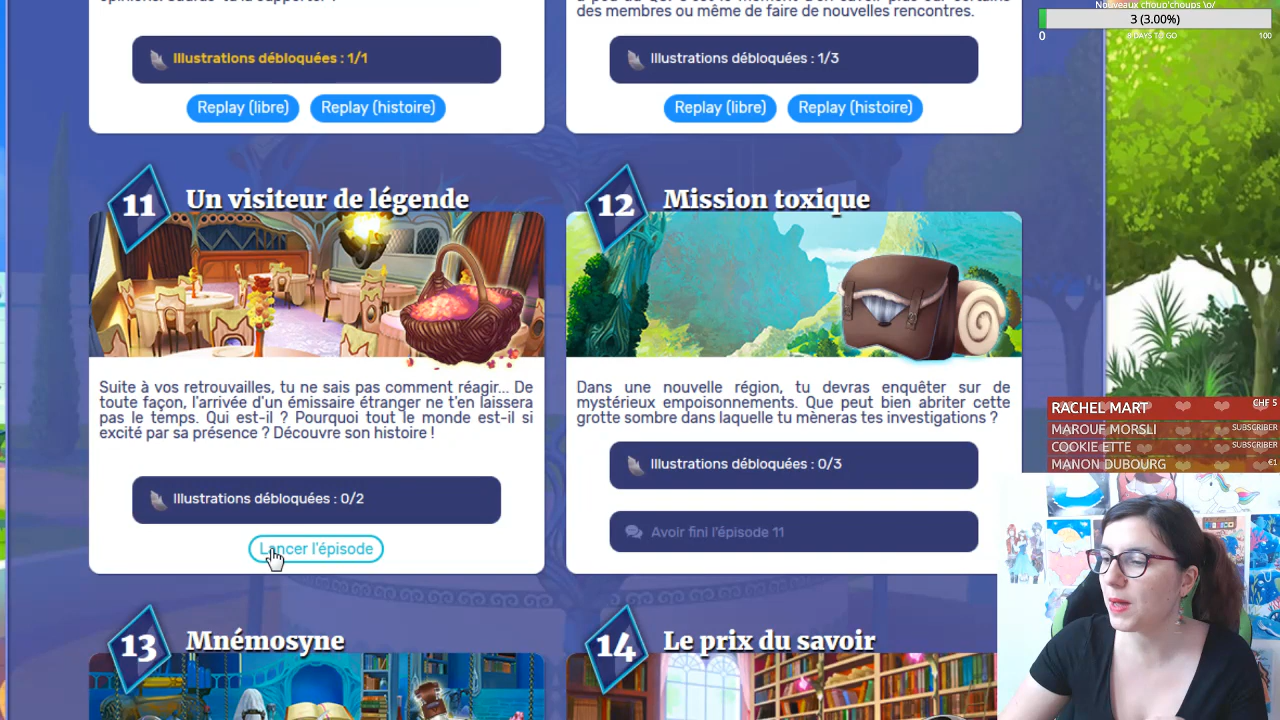 des membres ou même de faire de nouvelles rencontres.
Nouveaux choup'choups \o/
3 (3.00%)
0
8 DAYS TO GO
100
Illustrations débloquées : 1/1
Replay (libre)
Replay (histoire)
Illustrations débloquées : 1/3
Replay (libre)
Replay (histoire)
11
Un visiteur de légende
Suite à vos retrouvailles, tu ne sais pas comment réagir... De
toute façon, l'arrivée d'un émissaire étranger ne t'en laissera
pas le temps. Qui est-il ? Pourquoi tout le monde est-il si
excité par sa présence ? Découvre son histoire !
Illustrations débloquées : 0/2
Lancer l'épisode
12
Mission toxique
Dans une nouvelle région, tu devras enquêter sur de
mystérieux empoisonnements. Que peut bien abriter cette
grotte sombre dans laquelle tu mèneras tes investigations ?
Illustrations débloquées : 0/3
Avoir fini l'épisode 11
RACHEL MART
CHF 5
MAROUF MORSLI
SUBSCRIBER
COOKIE ETTE
SUBSCRIBER
MANON DUBOURG
€1
13
Mnémosyne
14
Le prix du savoir